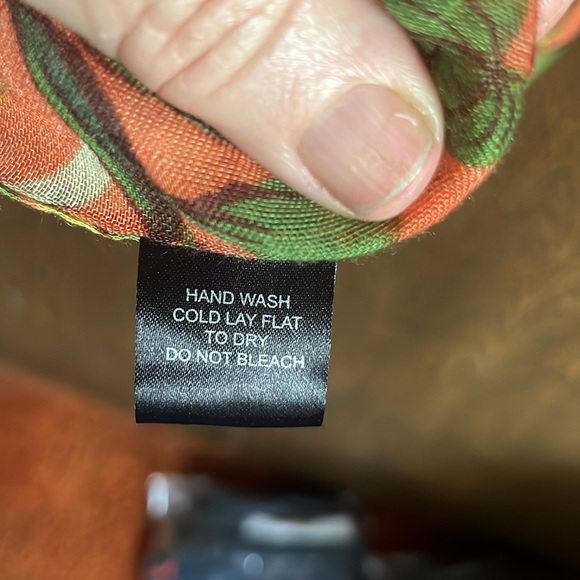 HAND WASH
COLD LAY FLAT
TO DRY
DO NOT BLEACH